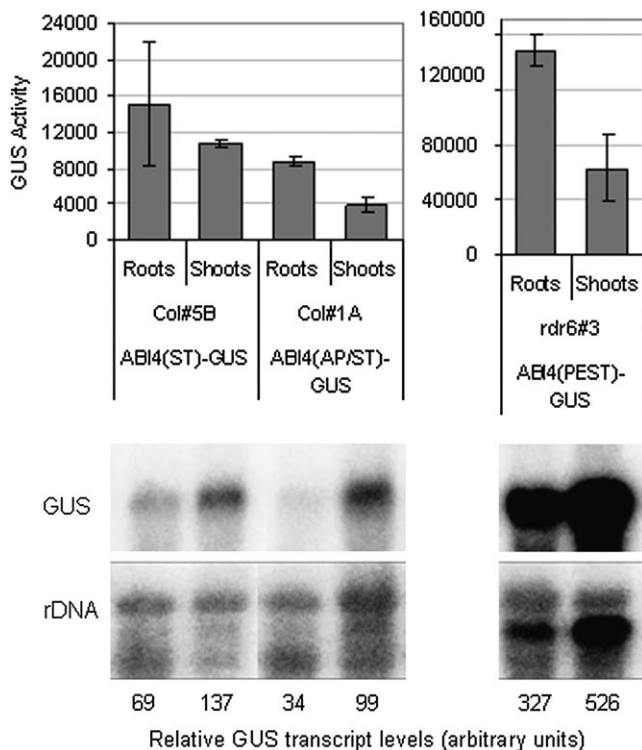 GUS Activity
28000
24000
20000
16000
12000
8000
4000
0
Roots Shoots Roots Shoots
Col#5B Col#1A
ABI4(ST)-GUS ABI4(AP/ST)-
GUS
160000
120000
80000
40000
0
Roots Shoots
rdr6#3
ABI4(PEST)-
GUS
GUS
rDNA
69 137 34 99 327 526
Relative GUS transcript levels (arbitrary units)